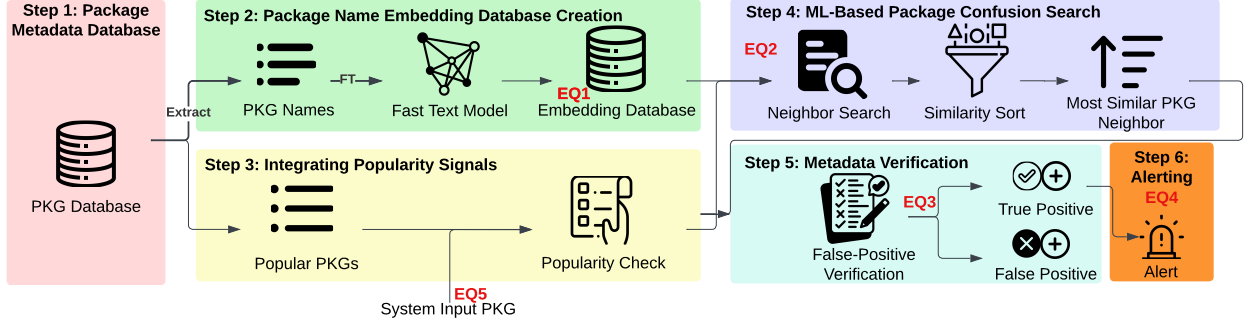 Step 1: Package
Metadata Database
PKG Database
Extract
Step 2: Package Name Embedding Database Creation
PKG Names
FT
Fast Text Model
EQ1
Embedding Database
Step 3: Integrating Popularity Signals
Popular PKGs
Popularity Check
EQ5
System Input PKG
Step 4: ML-Based Package Confusion Search
EQ2
Neighbor Search
Similarity Sort
Most Similar PKG
Neighbor
Step 5: Metadata Verification
False-Positive
Verification
EQ3
True Positive
False Positive
Step 6:
Alerting
EQ4
Alert